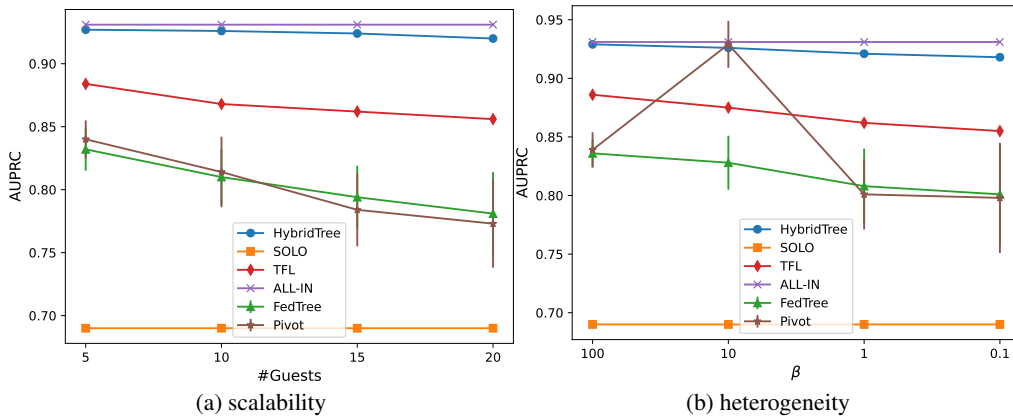 AUPRC
0.90
0.85
0.80
0.75
0.70
HybridTree
SOLO
TFL
ALL-IN
FedTree
Pivot
5 10 15 20
#Guests
(a) scalability
AUPRC
0.95
0.90
0.85
0.80
0.75
0.70
HybridTree
SOLO
TFL
ALL-IN
FedTree
Pivot
100 10 1 0.1
β
(b) heterogeneity